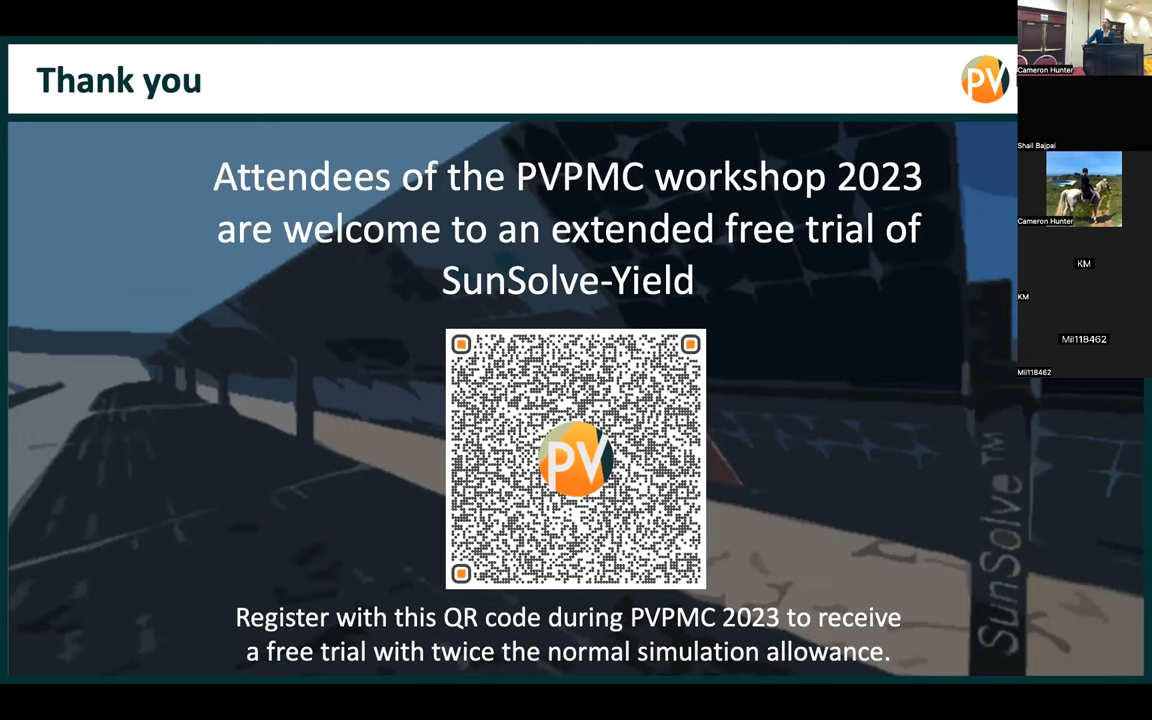 Thank you
PV
Attendees of the PVPMC workshop 2023
are welcome to an extended free trial of
SunSolve-Yield
PV
Register with this QR code during PVPMC 2023 to receive
a free trial with twice the normal simulation allowance.
SunSolve™
Cameron Hunter
Shail Bajpai
Cameron Hunter
KM
KM
Mil118462
Mil118462